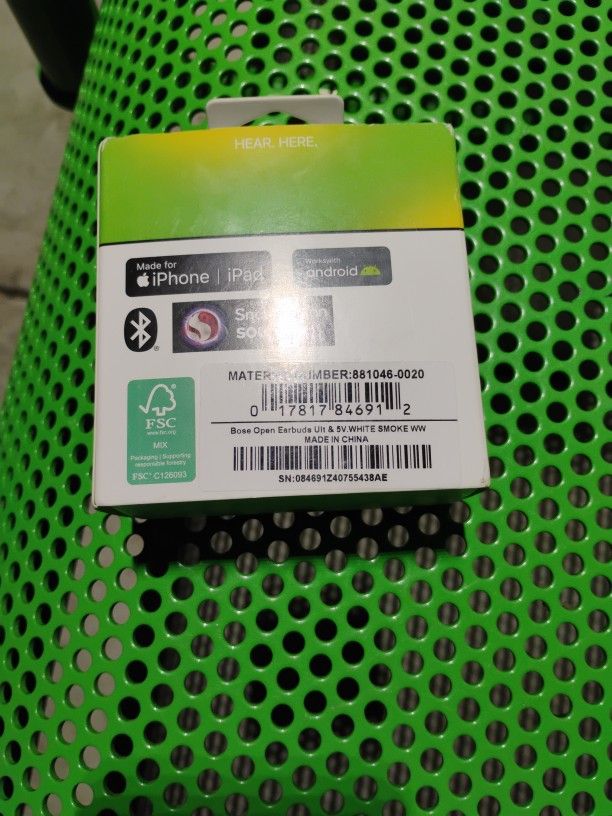 HEAR. HERE.
Made for
iPhone | iPad
Works with
android
MATERIAL NUMBER:881046-0020
0 17817 84691 2
Bose Open Earbuds Ult & 5V.WHITE SMOKE WW
MADE IN CHINA
SN:084691Z40755438AE
FSC
www.fsc.org
MIX
Packaging | Supporting
responsible forestry
FSC® C126093